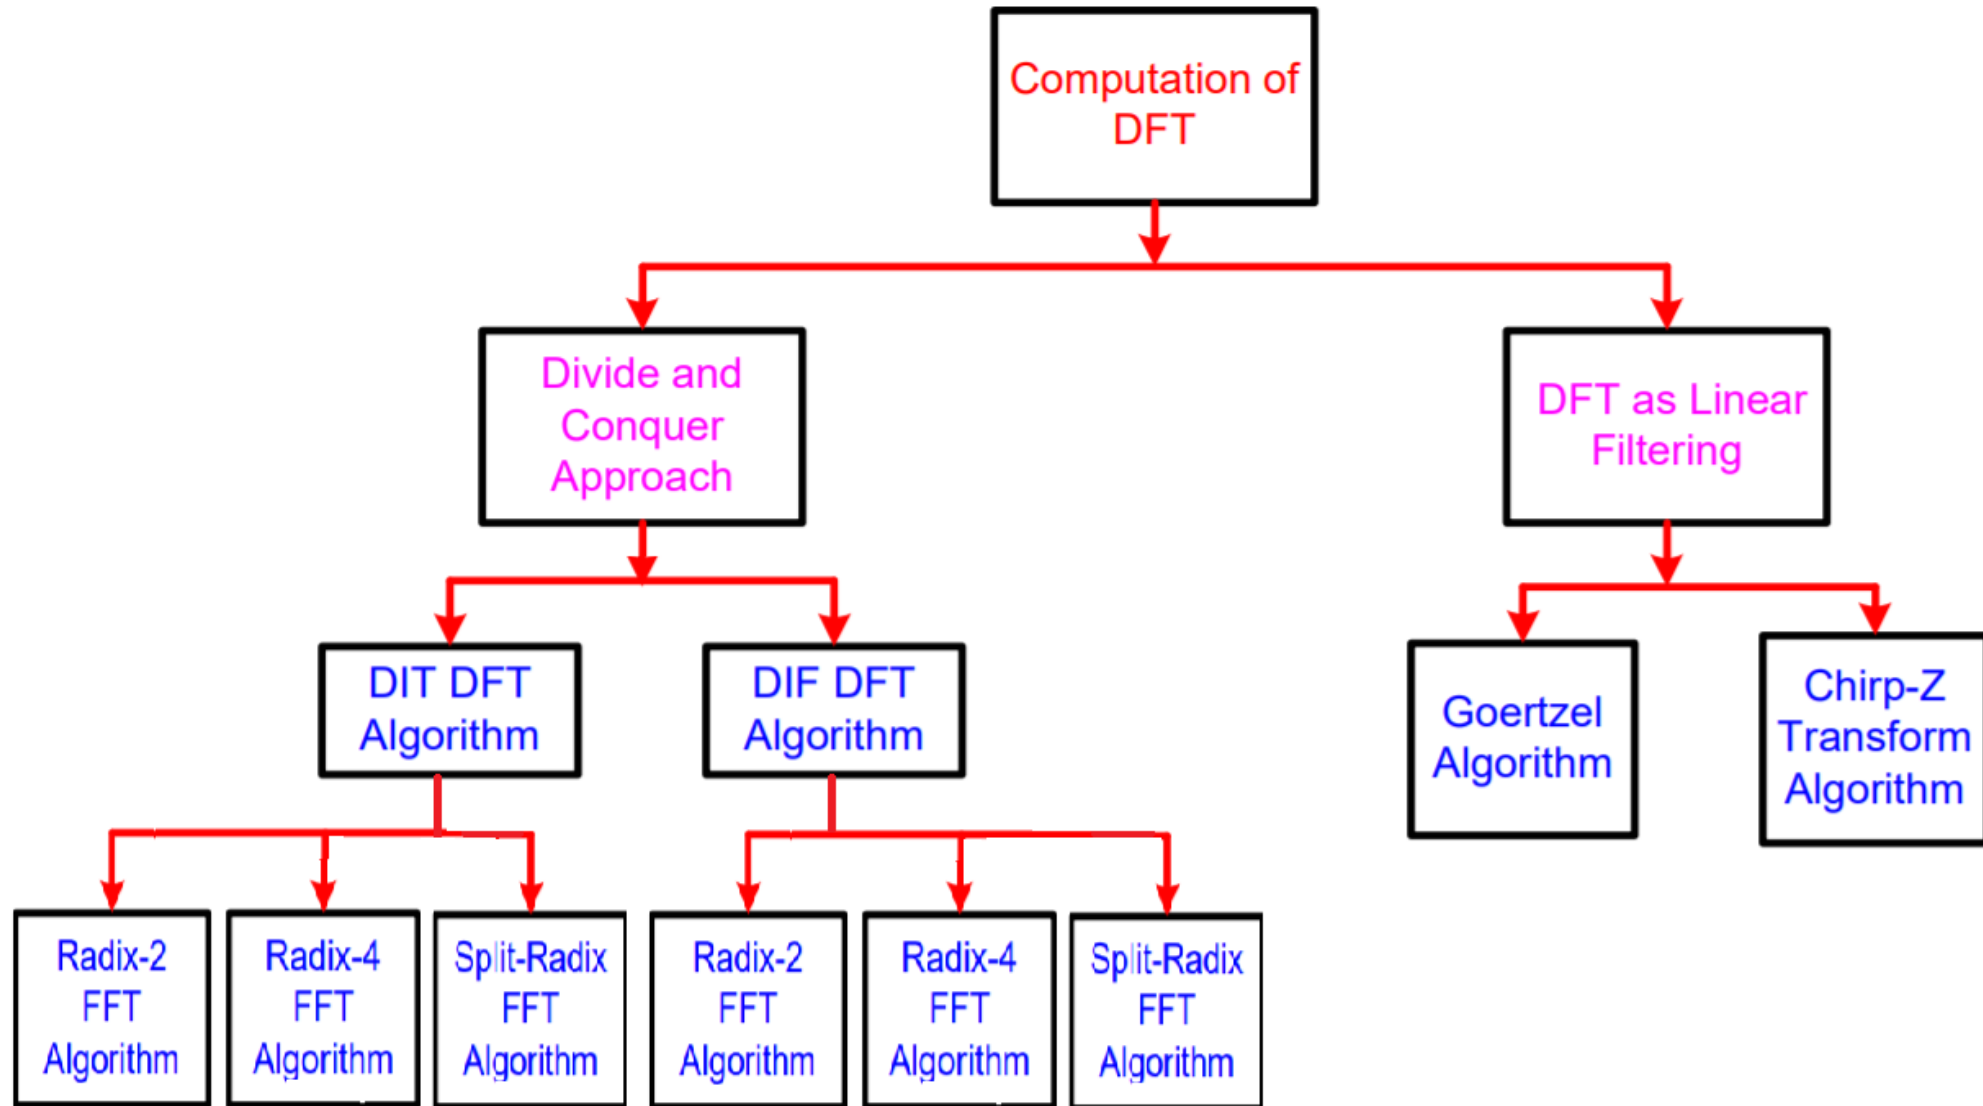 Computation of
DFT
Divide and
Conquer
Approach
DFT as Linear
Filtering
DIT DFT
Algorithm
DIF DFT
Algorithm
Goertzel
Algorithm
Chirp-Z
Transform
Algorithm
Radix-2
FFT
Algorithm
Radix-4
FFT
Algorithm
Split-Radix
FFT
Algorithm
Radix-2
FFT
Algorithm
Radix-4
FFT
Algorithm
Split-Radix
FFT
Algorithm